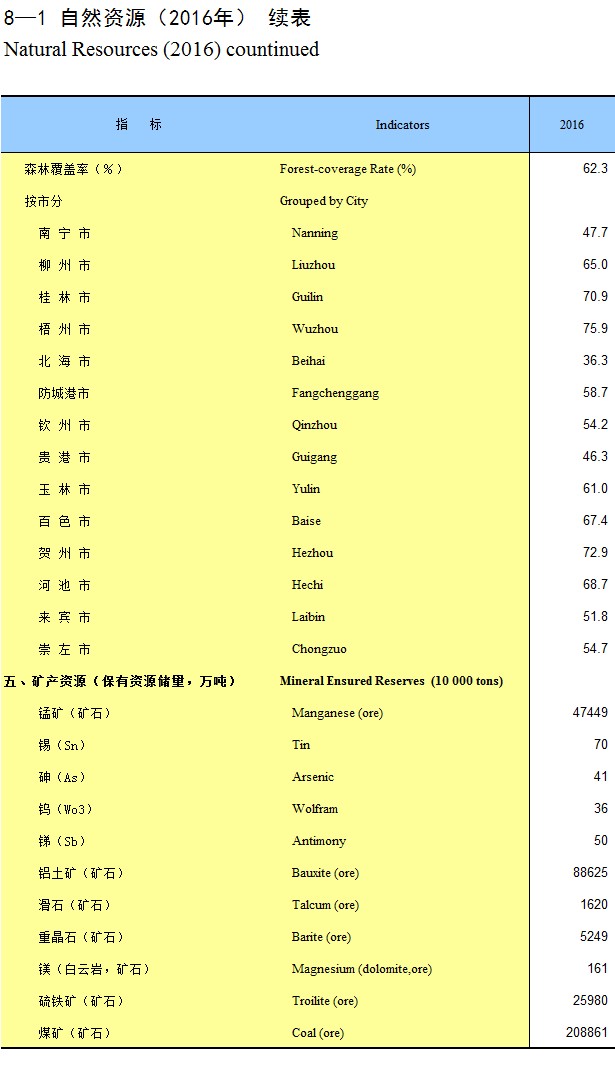 8—1 自然资源（2016年） 续表
Natural Resources (2016) countinued
指 标 Indicators 2016
森林覆盖率（%） Forest-coverage Rate (%) 62.3
按市分 Grouped by City
南 宁 市 Nanning 47.7
柳 州 市 Liuzhou 65.0
桂 林 市 Guilin 70.9
梧 州 市 Wuzhou 75.9
北 海 市 Beihai 36.3
防城港市 Fangchenggang 58.7
钦 州 市 Qinzhou 54.2
贵 港 市 Guigang 46.3
玉 林 市 Yulin 61.0
百 色 市 Baise 67.4
贺 州 市 Hezhou 72.9
河 池 市 Hechi 68.7
来 宾 市 Laibin 51.8
崇 左 市 Chongzuo 54.7
五、矿产资源（保有资源储量，万吨） Mineral Ensured Reserves (10 000 tons)
锰矿（矿石） Manganese (ore) 47449
锡（Sn） Tin 70
砷（As） Arsenic 41
钨（Wo3） Wolfram 36
锑（Sb） Antimony 50
铝土矿（矿石） Bauxite (ore) 88625
滑石（矿石） Talcum (ore) 1620
重晶石（矿石） Barite (ore) 5249
镁（白云岩，矿石） Magnesium (dolomite,ore) 161
硫铁矿（矿石） Troilite (ore) 25980
煤矿（矿石） Coal (ore) 208861